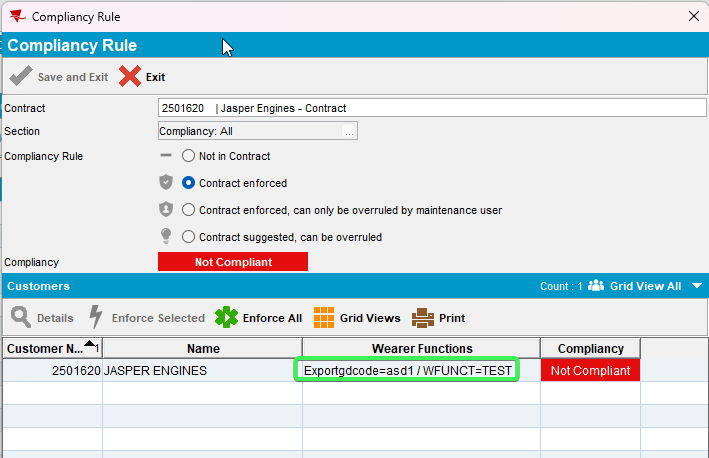 Compliancy Rule
Compliancy Rule
Save and Exit Exit
Contract 2501620 | Jasper Engines - Contract
Section Compliancy: All ...
Compliancy Rule Not in Contract
Contract enforced
Contract enforced, can only be overruled by maintenance user
Contract suggested, can be overruled
Compliancy Not Compliant
Customers Count : 1 Grid View All
Details Enforce Selected Enforce All Grid Views Print
Customer N... 1 Name Wearer Functions Compliancy
2501620 JASPER ENGINES Exportgdcode=asd1 / WFUNCT=TEST Not Compliant